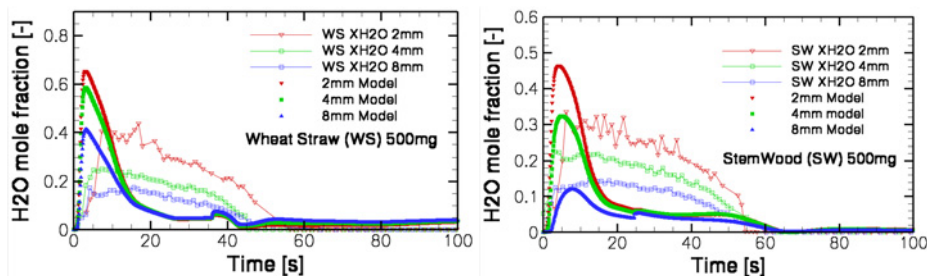 H2O mole fraction [-]
0.8
0.6
0.4
0.2
0.0
WS XH2O 2mm
WS XH2O 4mm
WS XH2O 8mm
2mm Model
4mm Model
8mm Model
Wheat Straw (WS) 500mg
0 20 40 60 80 100
Time [s]
H2O mole fraction [-]
0.5
0.4
0.3
0.2
0.1
0
SW XH2O 2mm
SW XH2O 4mm
SW XH2O 8mm
2mm Model
4mm model
8mm Model
StemWood (SW) 500mg
0 20 40 60 80 100
Time [s]